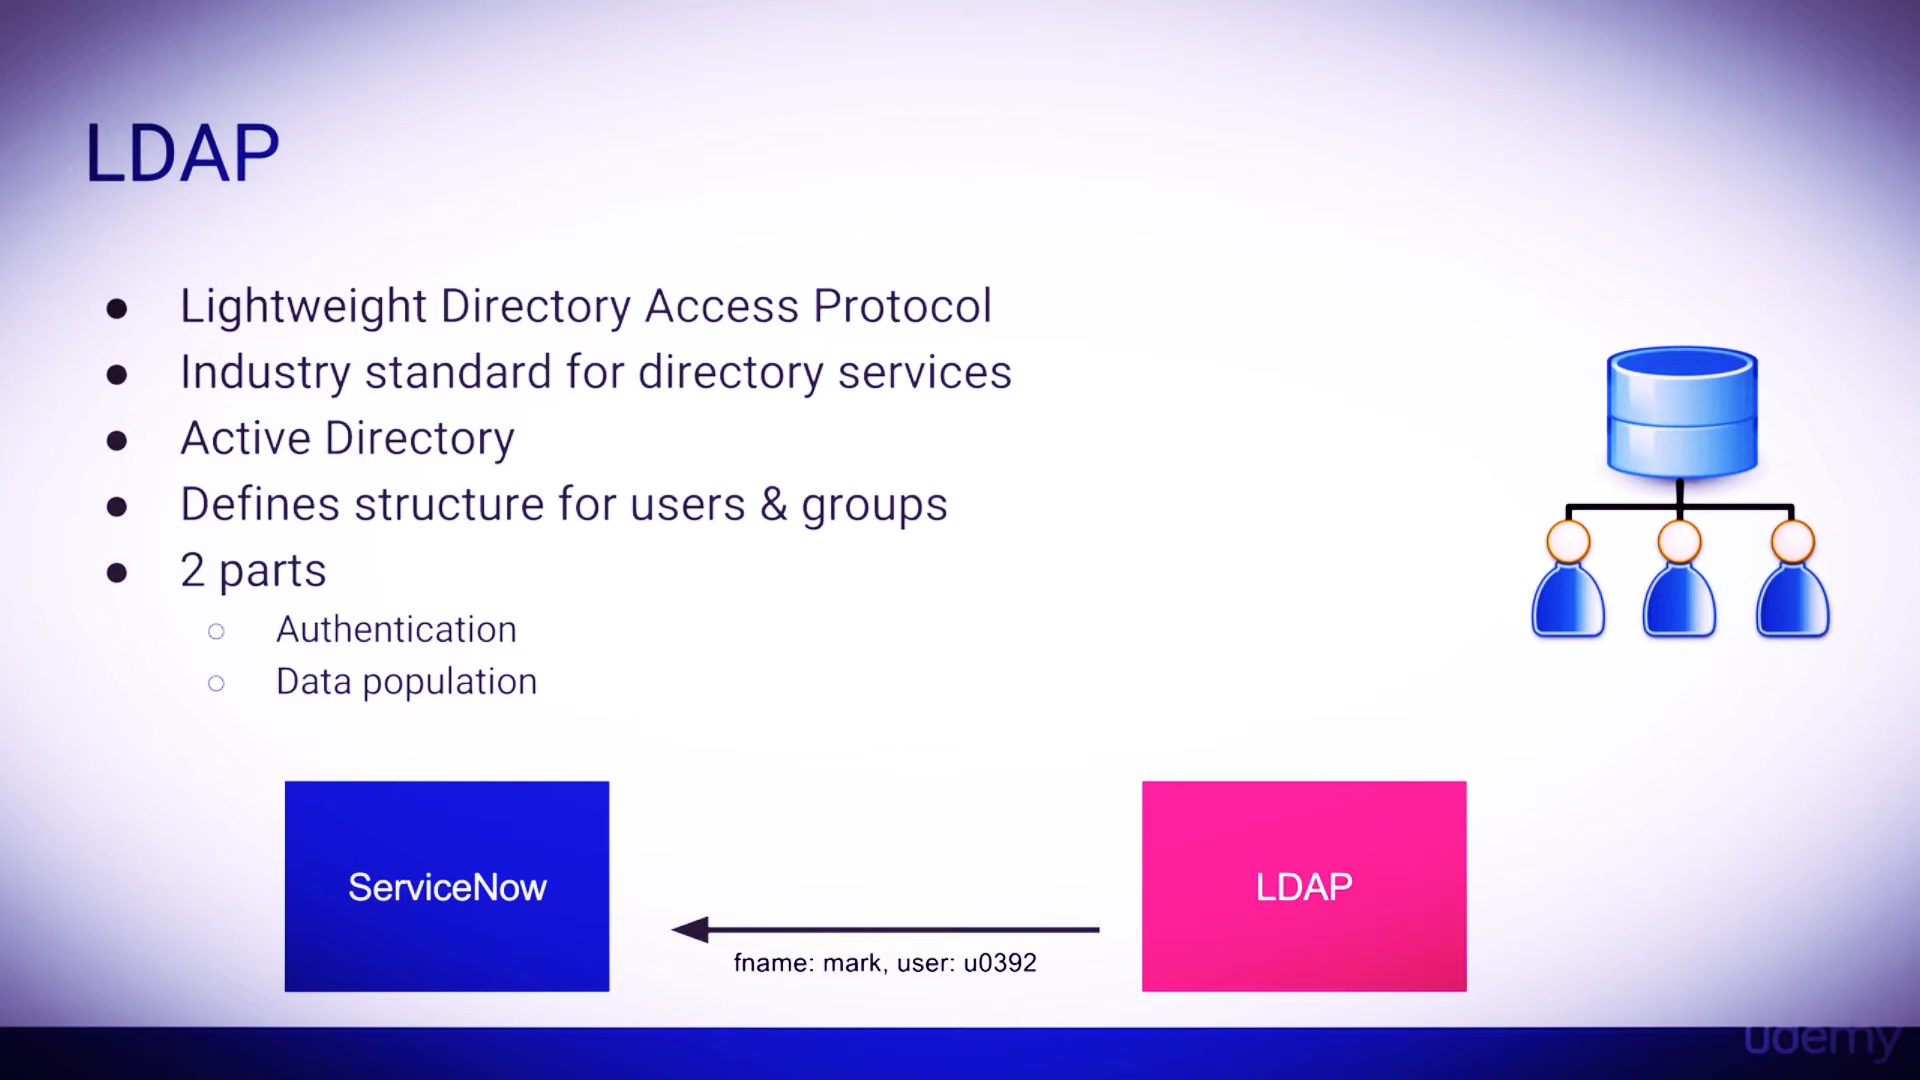 LDAP
Lightweight Directory Access Protocol
Industry standard for directory services
Active Directory
Defines structure for users & groups
2 parts
Authentication
Data population
ServiceNow
LDAP
fname: mark, user: u0392
udemy